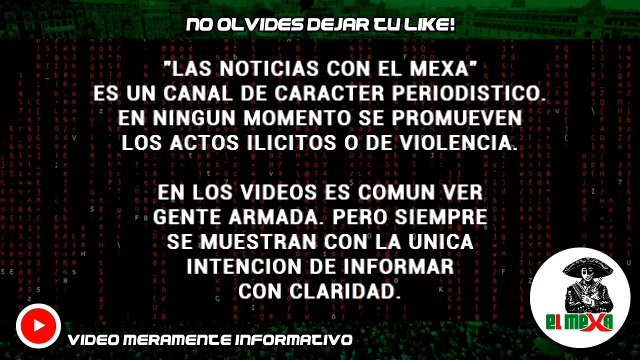 NO OLVIDES DEJAR TU LIKE!
"LAS NOTICIAS CON EL MEXA"
ES UN CANAL DE CARACTER PERIODISTICO.
EN NINGUN MOMENTO SE PROMUEVEN
LOS ACTOS ILICITOS O DE VIOLENCIA.
EN LOS VIDEOS ES COMUN VER
GENTE ARMADA. PERO SIEMPRE
SE MUESTRAN CON LA UNICA
INTENCION DE INFORMAR
CON CLARIDAD.
EL MEXA
VIDEO MERAMENTE INFORMATIVO